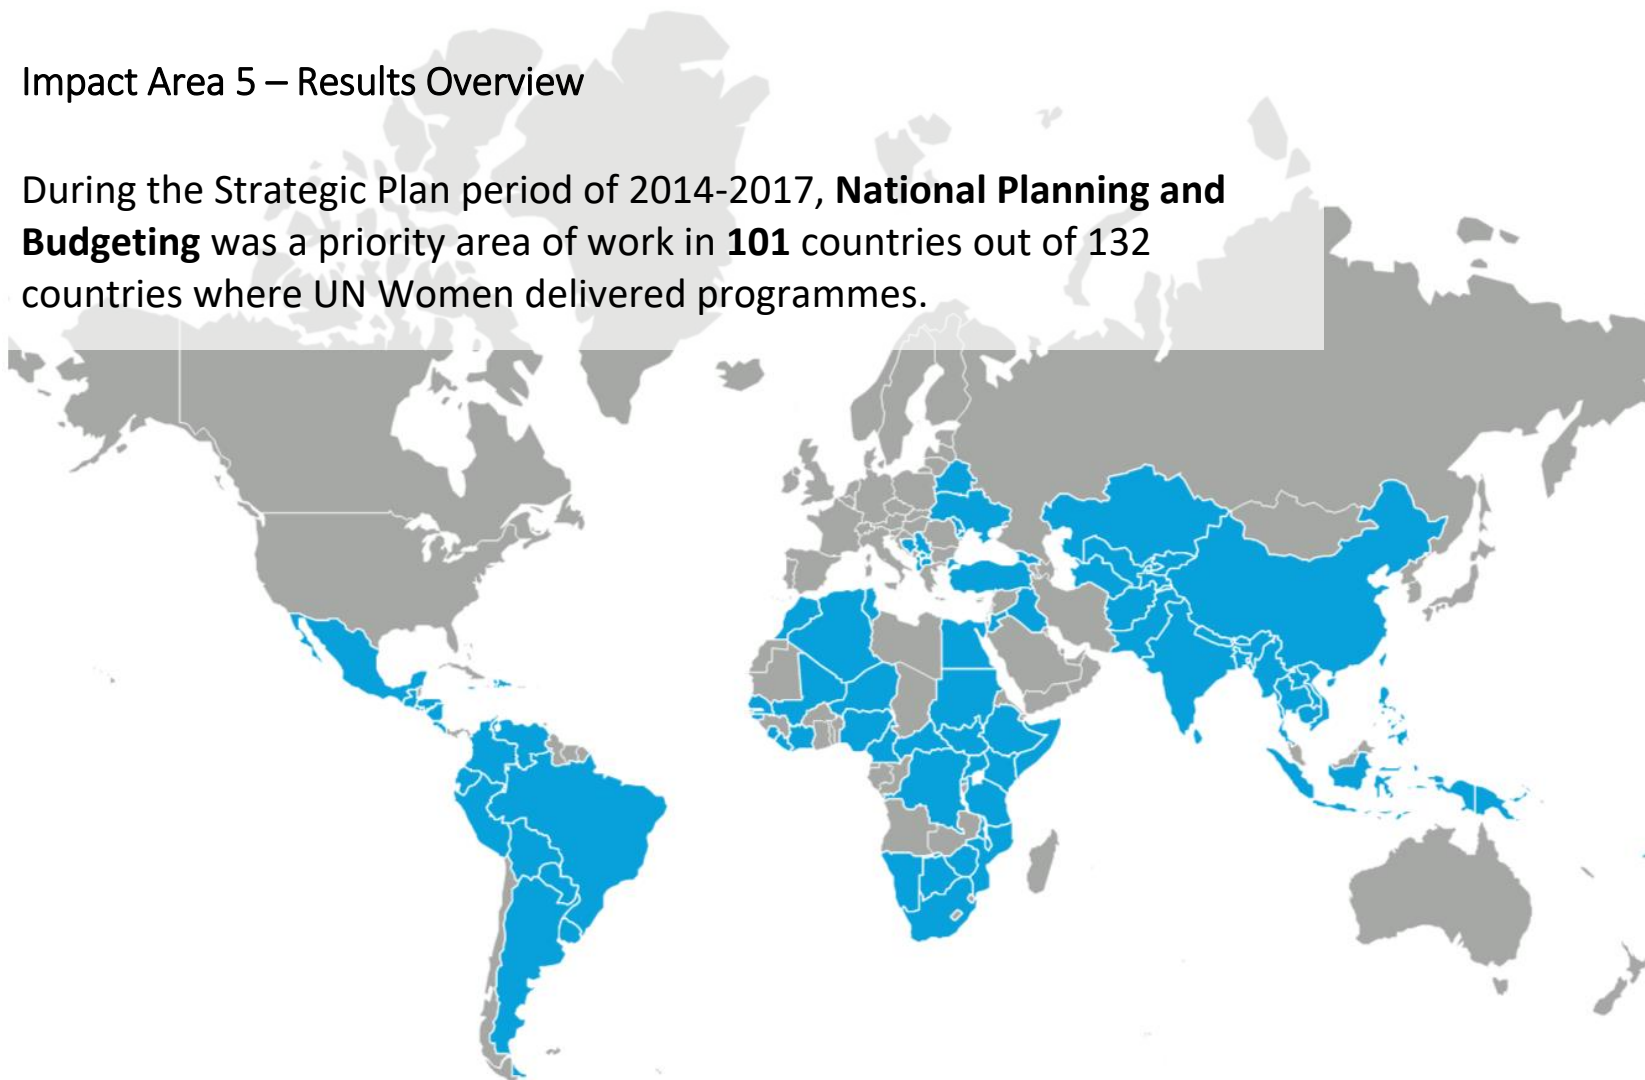 Impact Area 5 – Results Overview
During the Strategic Plan period of 2014-2017, National Planning and
Budgeting was a priority area of work in 101 countries out of 132
countries where UN Women delivered programmes.